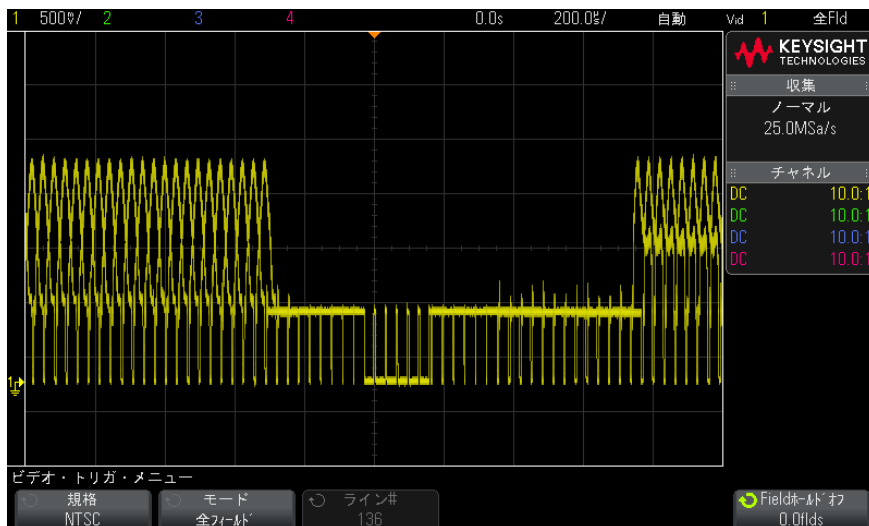 1 500㎷/ 2 3 4 0.0s 200.0㎲/ 自動 Vid 1 全Fld
KEYSIGHT
TECHNOLOGIES
収集
ノーマル
25.0MSa/s
チャネル
DC 10.0:1
DC 10.0:1
DC 10.0:1
DC 10.0:1
1
ビデオ・トリガ・メニュー
規格
NTSC
モード
全フィールド
ライン#
136
Fieldホールドオフ
0.0flds